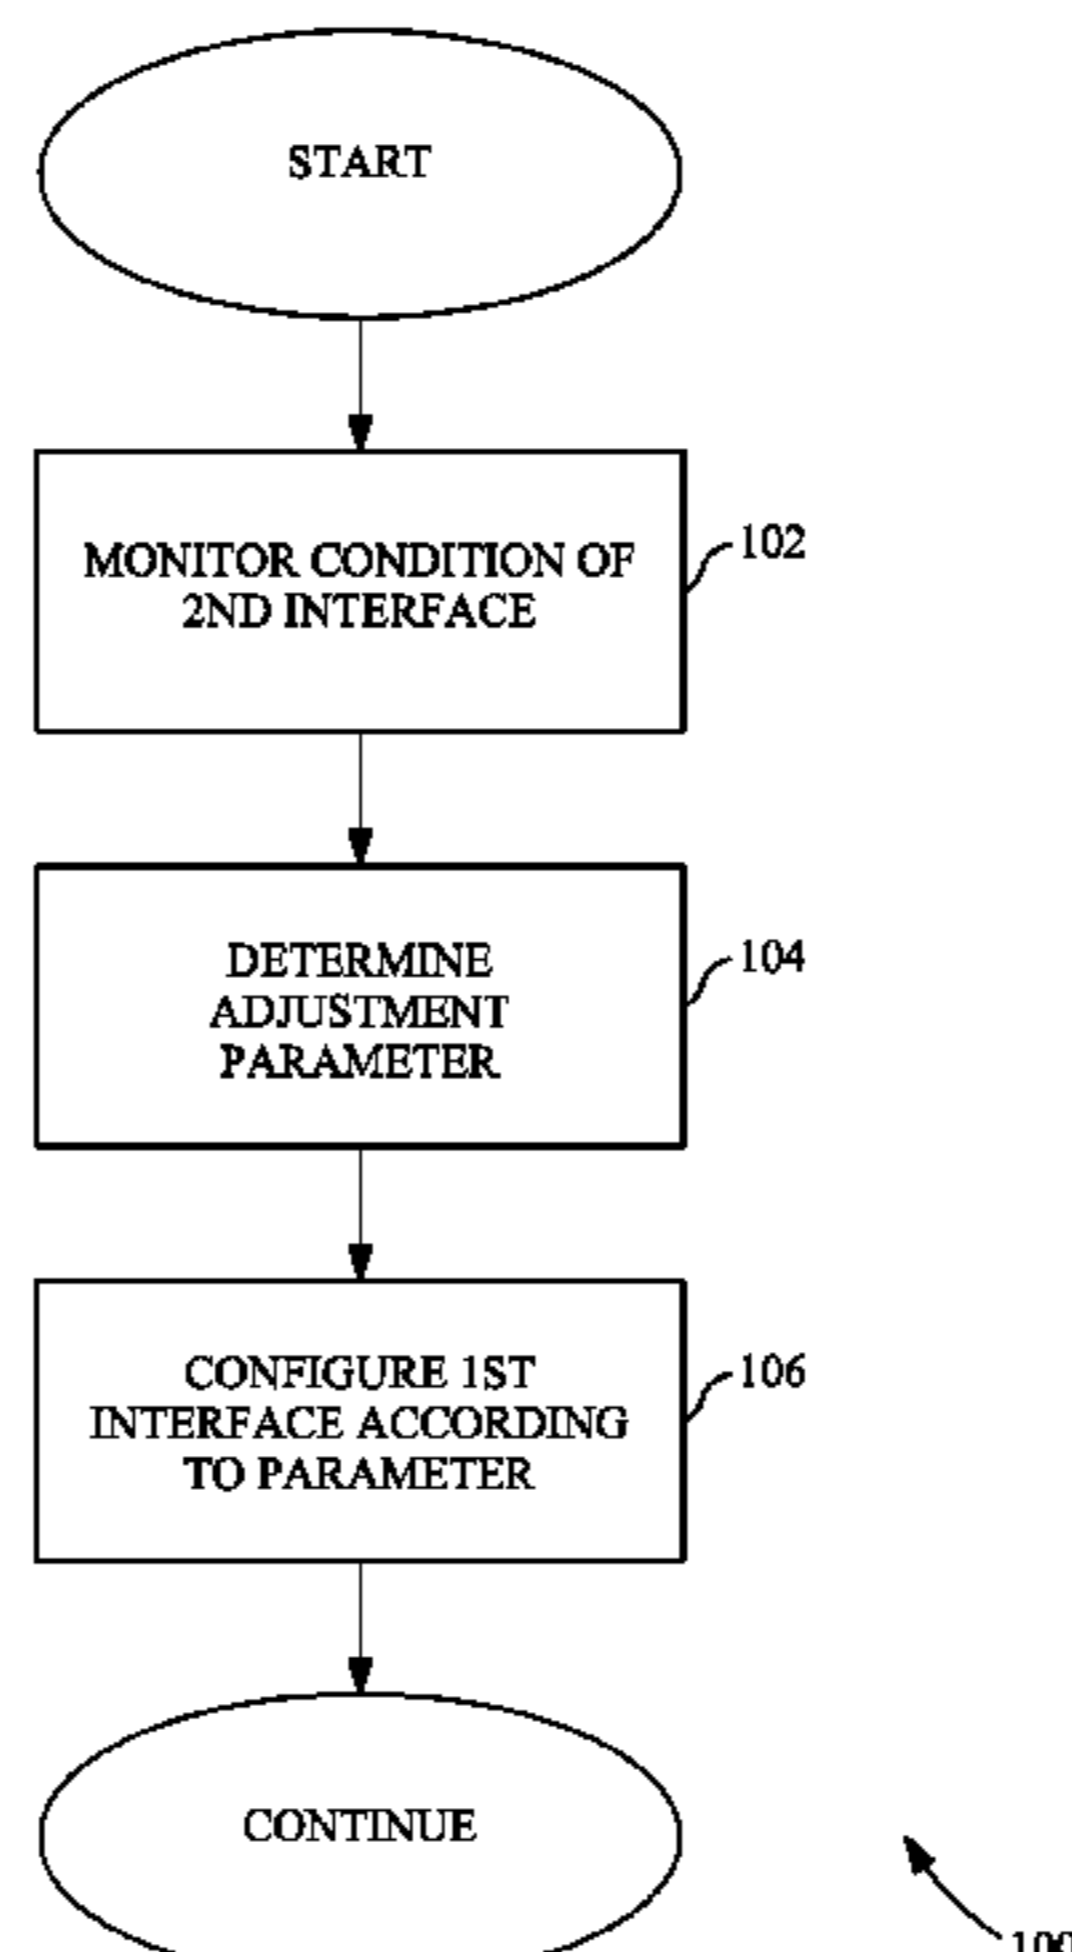 START
MONITOR CONDITION OF
2ND INTERFACE
102
DETERMINE
ADJUSTMENT
PARAMETER
104
CONFIGURE 1ST
INTERFACE ACCORDING
TO PARAMETER
106
CONTINUE
100